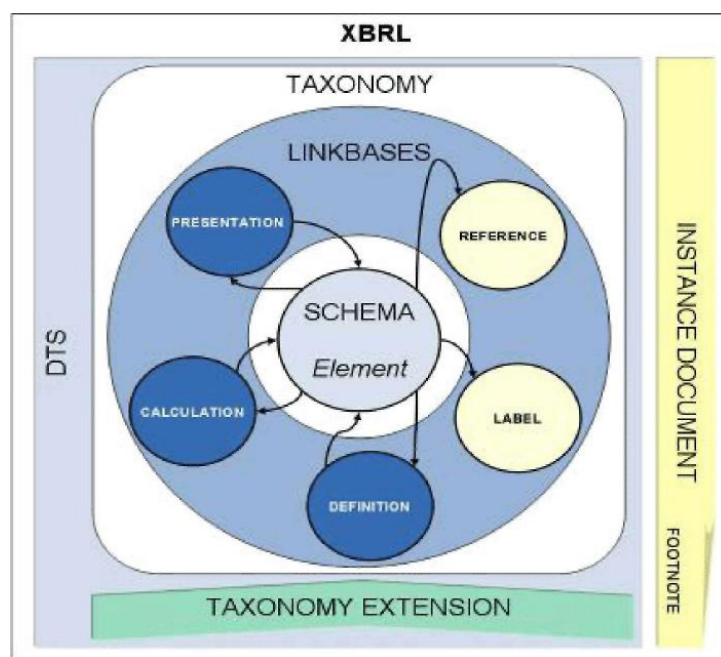 XBRL
TAXONOMY
LINKBASES
PRESENTATION
REFERENCE
SCHEMA
Element
CALCULATION
LABEL
DEFINITION
DTS
TAXONOMY EXTENSION
INSTANCE DOCUMENT
FOOTNOTE